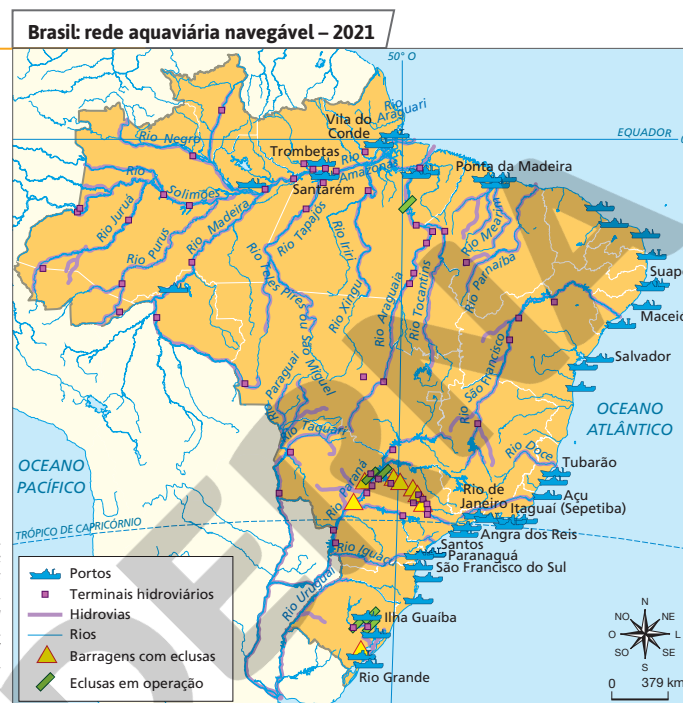 Brasil: rede aquaviária navegável – 2021
50° O
EQUADOR
0
Rio Araguari
Vila do
Conde
Rio Negro
Trombetas
Rio Amazonas
Santarém
Ponta da Madeira
Rio Solimões
Rio Juruá
Rio Purus
Rio Madeira
Rio Tapajós
Rio Iriri
Rio Xingu
Rio Teles Pires ou São Miguel
Rio Araguaia
Rio Tocantins
Rio Mearim
Rio Parnaíba
Suape
Maceió
Salvador
Rio São Francisco
Rio Paraguai
Rio Taquari
OCEANO
ATLÂNTICO
OCEANO
PACÍFICO
Rio Doce
Tubarão
Açu
Rio Paraná
Rio de
Janeiro
Itaguaí (Sepetiba)
TRÓPICO DE CAPRICÓRNIO
Angra dos Reis
Santos
Paranaguá
São Francisco do Sul
Rio Iguaçu
Rio Uruguai
Ilha Guaíba
Rio Grande
Portos
Terminais hidroviários
Hidrovias
Rios
Barragens com eclusas
Eclusas em operação
N
NO
NE
O
L
SO
SE
S
0 379 km